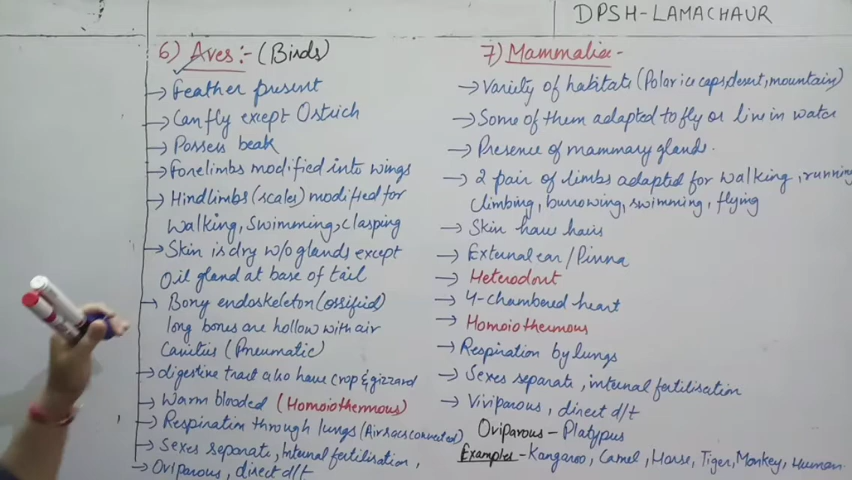 DPSH-LAMACHAUR
6) Aves:- (Birds)
→ Feather present
→ Can fly except Ostrich
→ Possess beak
→ Forelimbs modified into wings
→ Hindlimbs (scales) modified for
walking, swimming, clasping
→ Skin is dry w/o glands except
Oil gland at base of tail
→ Bony endoskeleton (ossified)
long bones are hollow with air
Cavities (Pneumatic)
→ digestive tract also have crop & gizzard
→ Warm blooded (Homoiothermous)
→ Respiration through lungs (Air sacs connected)
→ Sexes separate, Internal fertilisation,
→ Oviparous, direct d/t
7) Mammalia -
→ Variety of habitats (Polar ice caps, desert, mountain)
→ Some of them adapted to fly or live in water
→ Presence of mammary glands.
→ 2 pair of limbs adapted for walking, running
climbing, burrowing, swimming, flying
→ Skin have hairs
→ External ear / Pinna
→ Heterodont
→ 4-chambered heart
→ Homoiothermous
→ Respiration by lungs
→ Sexes separate, internal fertilisation
→ Viviparous, direct d/t
Oviparous - Platypus
Examples - Kangaroo, Camel, Horse, Tiger, Monkey, Human